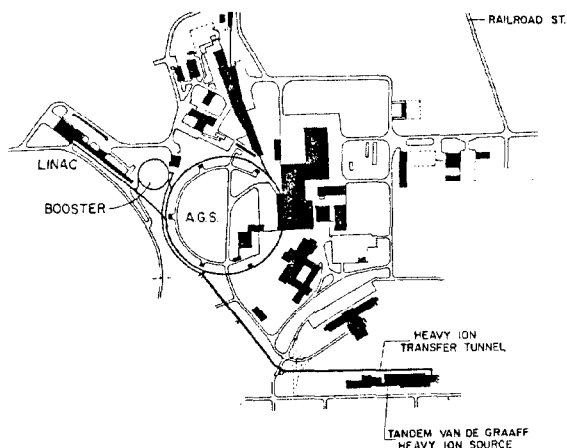 RAILROAD ST.
LINAC
BOOSTER
A.G.S.
HEAVY ION
TRANSFER TUNNEL
TANDEM VAN DE GRAAFF
HEAVY ION SOURCE